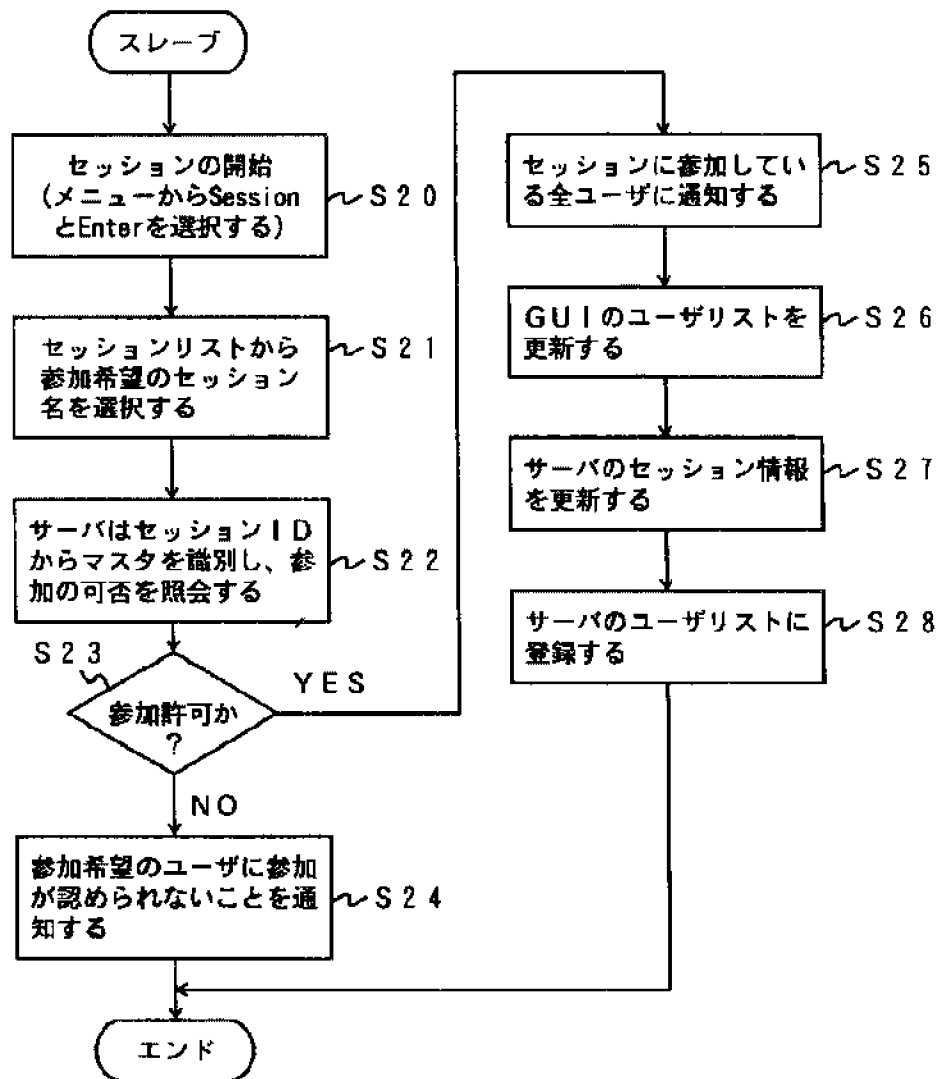 スレーブ
セッションの開始
(メニューからSession
とEnterを選択する)
S20
セッションリストから
参加希望のセッション
名を選択する
S21
サーバはセッションID
からマスタを識別し、参
加の可否を照会する
S22
S23
参加許可か
?
YES
NO
参加希望のユーザに参加
が認められないことを通
知する
S24
エンド
セッションに参加してい
る全ユーザに通知する
S25
GUIのユーザリストを
更新する
S26
サーバのセッション情報
を更新する
S27
サーバのユーザリストに
登録する
S28